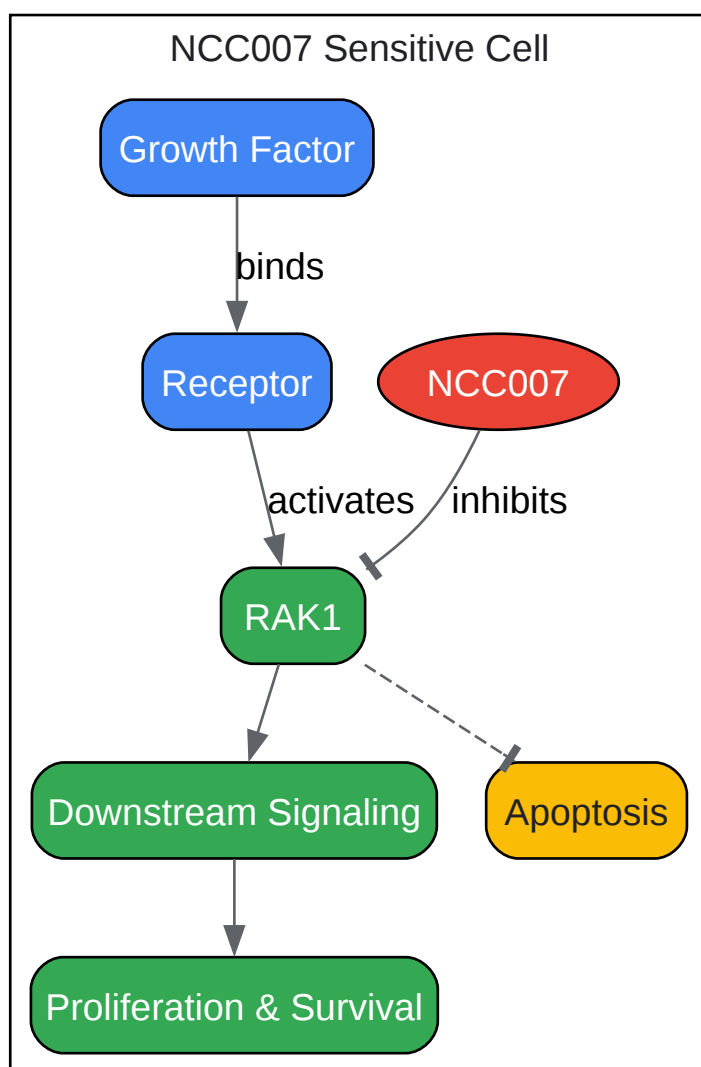 NCC007 Sensitive Cell
Growth Factor
binds
Receptor
NCC007
activates
inhibits
RAK1
Downstream Signaling
Apoptosis
Proliferation & Survival